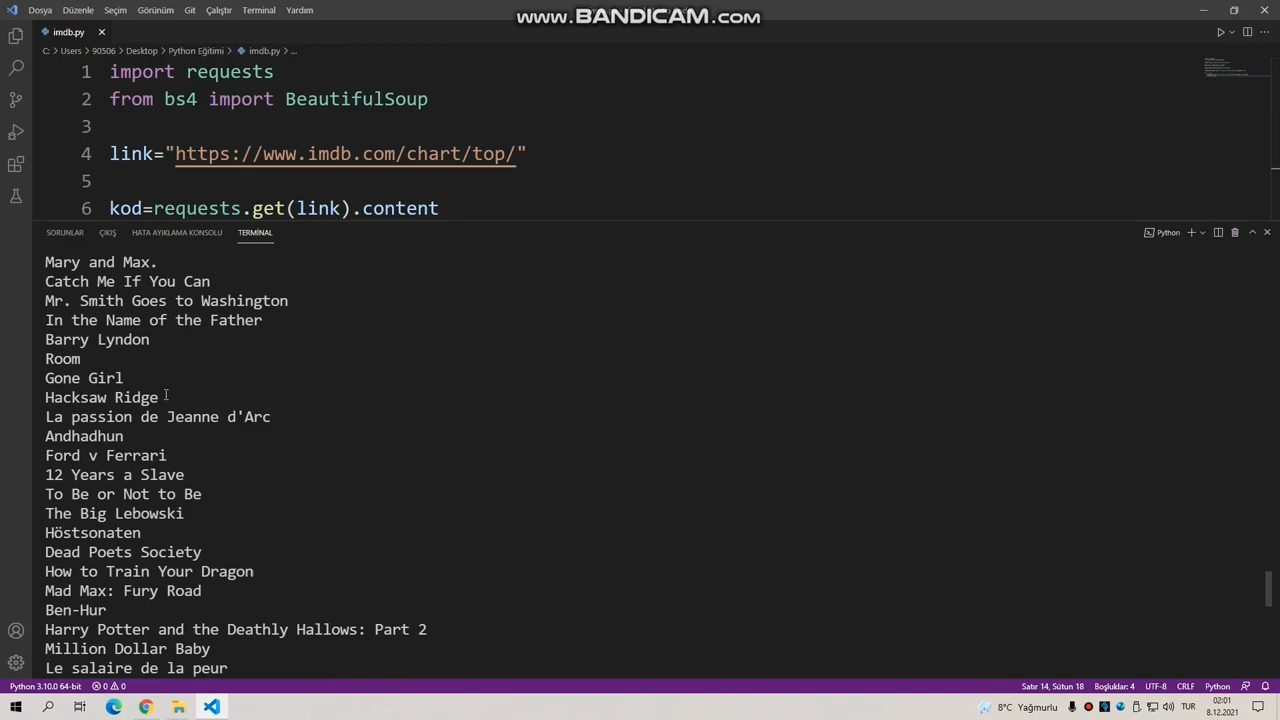 Dosya Düzenle Seçim Git Çalıştır Terminal Yardım
www.BANDICAM.com
imdb.py
C: > Users > 90506 > Desktop > Python Eğitimi > imdb.py > ...
1 import requests
2 from bs4 import BeautifulSoup
3
4 link="https://www.imdb.com/chart/top/"
5
6 kod=requests.get(link).content
SORUNLAR ÇIKIŞ HATA AYIKLAMA KONSOLU TERMİNAL
Python
Mary and Max.
Catch Me If You Can
Mr. Smith Goes to Washington
In the Name of the Father
Barry Lyndon
Room
Gone Girl
Hacksaw Ridge
La passion de Jeanne d'Arc
Andhadhun
Ford v Ferrari
12 Years a Slave
To Be or Not to Be
The Big Lebowski
Höstsonaten
Dead Poets Society
How to Train Your Dragon
Mad Max: Fury Road
Ben-Hur
Harry Potter and the Deathly Hallows: Part 2
Million Dollar Baby
Le salaire de la peur
Python 3.10.0 64-bit 0 0 Satır 14, Sütun 18 Boşluklar: 4 UTF-8 CRLF Python
8°C Yağmurlu TUR 02:01
8.12.2021